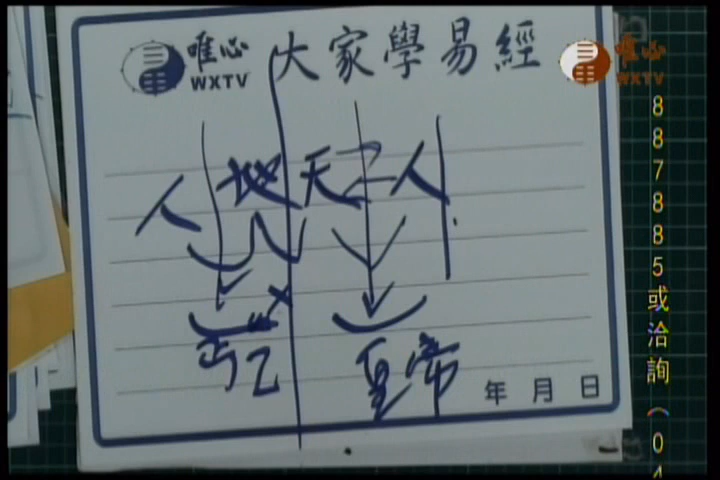 唯心 大家學易經
WXTV
唯心
WXTV
人 地 天 人
皇帝
年 月 日
887885或洽詢︵04